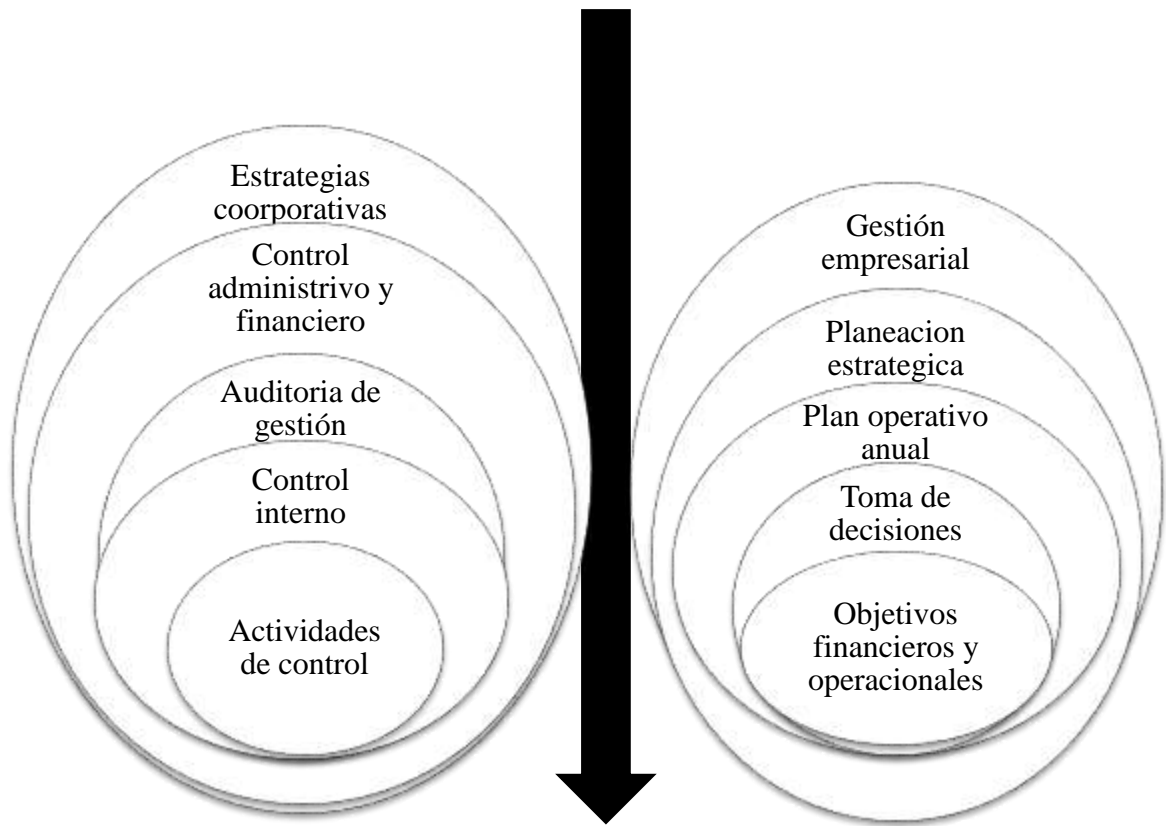 Estrategias
coorporativas
Control
administrivo y
financiero
Auditoria de
gestión
Control
interno
Actividades
de control
Gestión
empresarial
Planeacion
estrategica
Plan operativo
anual
Toma de
decisiones
Objetivos
financieros y
operacionales